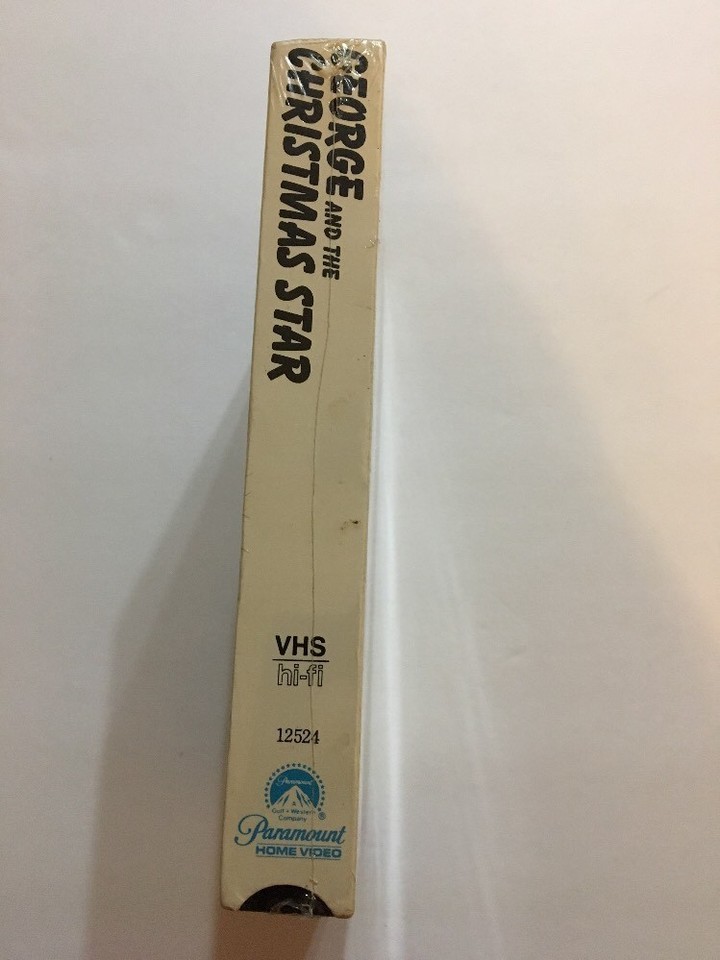 GEORGE AND THE
CHRISTMAS STAR
VHS
hi-fi
12524
Paramount
A
Gulf + Western
Company
®
Paramount
HOME VIDEO